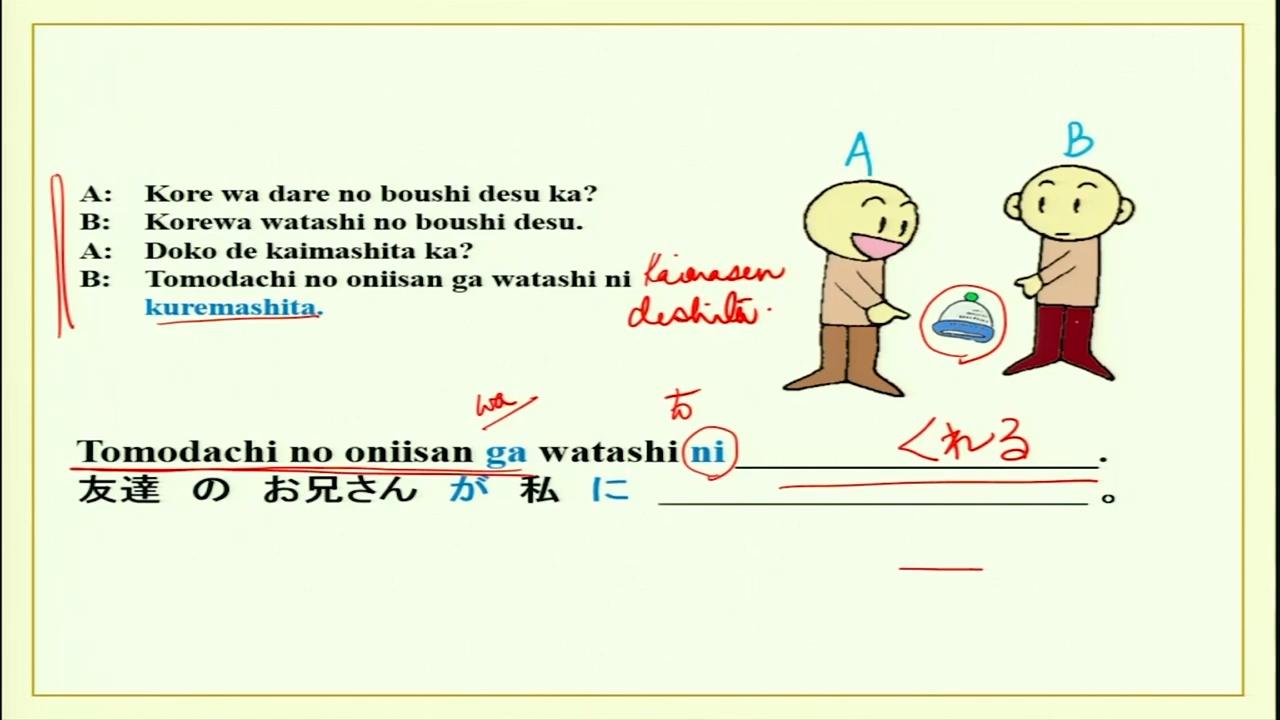 A
B
A: Kore wa dare no boushi desu ka?
B: Korewa watashi no boushi desu.
A: Doko de kaimashita ka?
B: Tomodachi no oniisan ga watashi ni
kuremashita.
Kaimasen
deshita.
wa
Tomodachi no oniisan ga watashi ni くれる.
友達 の お兄さん が 私 に 。